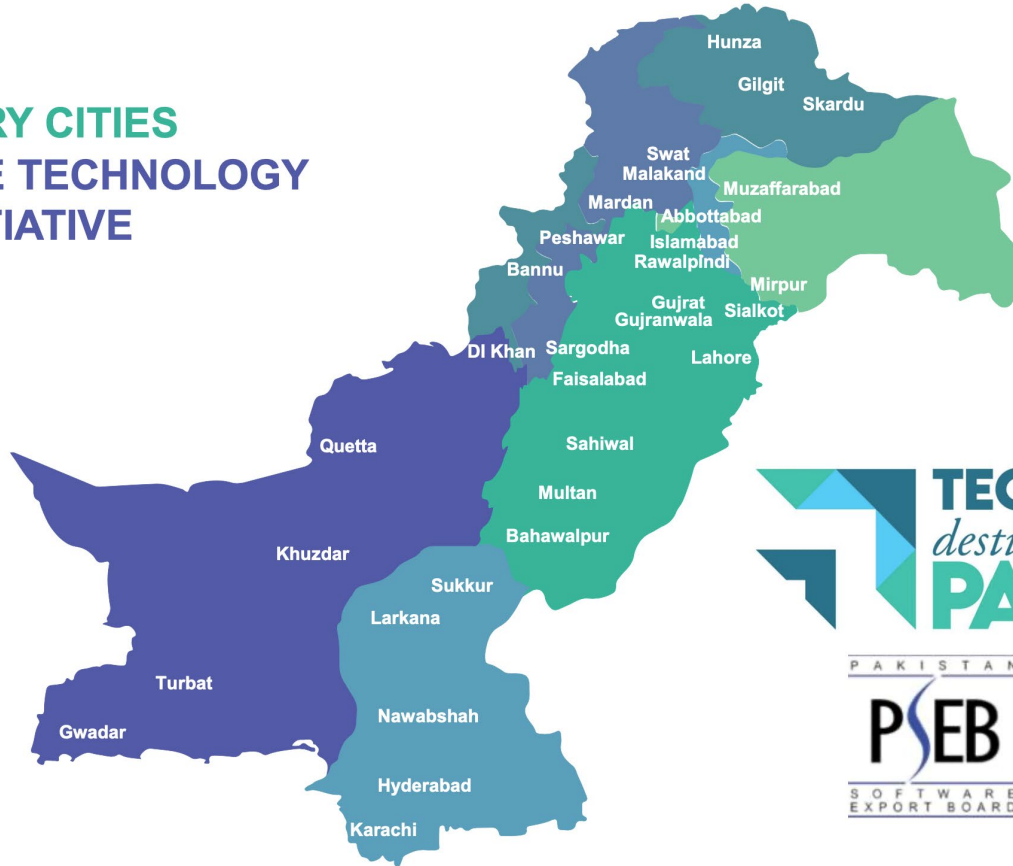 RY CITIES
E TECHNOLOGY
TIATIVE
Hunza
Gilgit
Skardu
Swat
Malakand
Muzaffarabad
Mardan
Abbottabad
Peshawar
Islamabad
Rawalpindi
Bannu
Mirpur
Gujrat
Sialkot
Gujranwala
DI Khan
Sargodha
Lahore
Faisalabad
Quetta
Sahiwal
Multan
Bahawalpur
Khuzdar
Sukkur
Larkana
Turbat
Nawabshah
Gwadar
Hyderabad
Karachi
TEC
desti
PA
PAKISTAN
PSEB
SOFTWARE
EXPORT BOARD